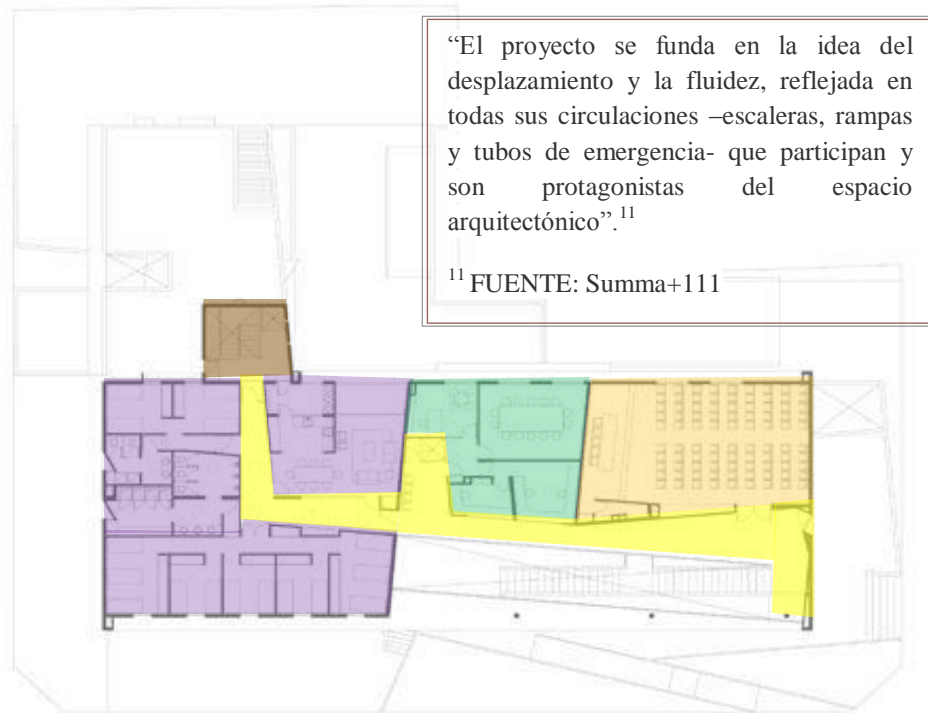 “El proyecto se funda en la idea del
desplazamiento y la fluidez, reflejada en
todas sus circulaciones –escaleras, rampas
y tubos de emergencia- que participan y
son protagonistas del espacio
arquitectónico”.¹¹
¹¹ FUENTE: Summa+111